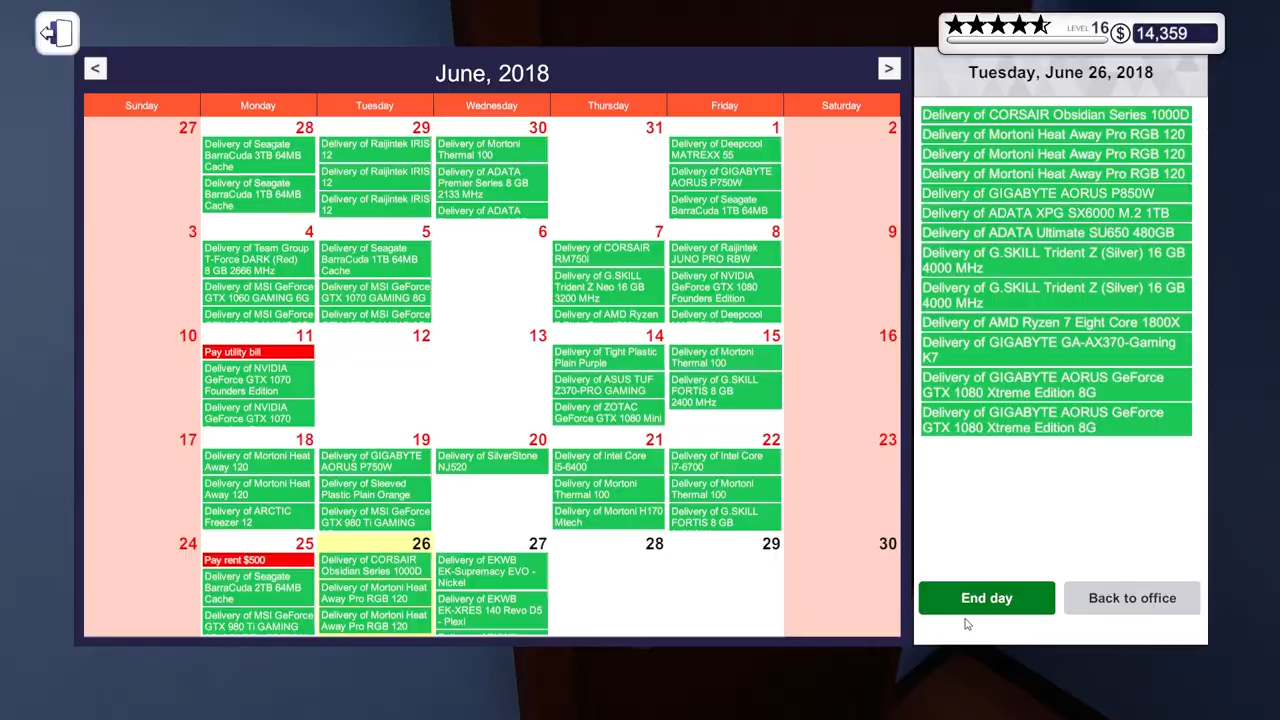 LEVEL 16
$ 14,359
<
June, 2018
>
Sunday
Monday
Tuesday
Wednesday
Thursday
Friday
Saturday
27
28
Delivery of Seagate
BarraCuda 3TB 64MB
Cache
Delivery of Seagate
BarraCuda 1TB 64MB
Cache
29
Delivery of Raijintek IRIS
12
Delivery of Raijintek IRIS
12
Delivery of Raijintek IRIS
12
30
Delivery of Mortoni
Thermal 100
Delivery of ADATA
Premier Series 8 GB
2133 MHz
Delivery of ADATA
31
1
Delivery of Deepcool
MATREXX 55
Delivery of GIGABYTE
AORUS P750W
Delivery of Seagate
BarraCuda 1TB 64MB
2
3
4
Delivery of Team Group
T-Force DARK (Red)
8 GB 2666 MHz
Delivery of MSI GeForce
GTX 1060 GAMING 6G
Delivery of MSI GeForce
5
Delivery of Seagate
BarraCuda 1TB 64MB
Cache
Delivery of MSI GeForce
GTX 1070 GAMING 8G
Delivery of MSI GeForce
6
7
Delivery of CORSAIR
RM750i
Delivery of G.SKILL
Trident Z Neo 16 GB
3200 MHz
Delivery of AMD Ryzen
8
Delivery of Raijintek
JUNO PRO RBW
Delivery of NVIDIA
GeForce GTX 1080
Founders Edition
Delivery of Deepcool
9
10
11
Pay utility bill
Delivery of NVIDIA
GeForce GTX 1070
Founders Edition
Delivery of NVIDIA
GeForce GTX 1070
12
13
14
Delivery of Tight Plastic
Plain Purple
Delivery of ASUS TUF
Z370-PRO GAMING
Delivery of ZOTAC
GeForce GTX 1080 Mini
15
Delivery of Mortoni
Thermal 100
Delivery of G.SKILL
FORTIS 8 GB
2400 MHz
16
17
18
Delivery of Mortoni Heat
Away 120
Delivery of Mortoni Heat
Away 120
Delivery of ARCTIC
Freezer 12
19
Delivery of GIGABYTE
AORUS P750W
Delivery of Sleeved
Plastic Plain Orange
Delivery of MSI GeForce
GTX 980 Ti GAMING
20
Delivery of SilverStone
NJ520
21
Delivery of Intel Core
I5-6400
Delivery of Mortoni
Thermal 100
Delivery of Mortoni H170
Mtech
22
Delivery of Intel Core
i7-6700
Delivery of Mortoni
Thermal 100
Delivery of G.SKILL
FORTIS 8 GB
23
24
25
Pay rent $500
Delivery of Seagate
BarraCuda 2TB 64MB
Cache
Delivery of MSI GeForce
GTX 980 Ti GAMING
26
Delivery of CORSAIR
Obsidian Series 1000D
Delivery of Mortoni Heat
Away Pro RGB 120
Delivery of Mortoni Heat
Away Pro RGB 120
27
Delivery of EKWB
EK-Supremacy EVO -
Nickel
Delivery of EKWB
EK-XRES 140 Revo D5
- Plexi
28
29
30
Tuesday, June 26, 2018
Delivery of CORSAIR Obsidian Series 1000D
Delivery of Mortoni Heat Away Pro RGB 120
Delivery of Mortoni Heat Away Pro RGB 120
Delivery of Mortoni Heat Away Pro RGB 120
Delivery of GIGABYTE AORUS P850W
Delivery of ADATA XPG SX6000 M.2 1TB
Delivery of ADATA Ultimate SU650 480GB
Delivery of G.SKILL Trident Z (Silver) 16 GB
4000 MHz
Delivery of G.SKILL Trident Z (Silver) 16 GB
4000 MHz
Delivery of AMD Ryzen 7 Eight Core 1800X
Delivery of GIGABYTE GA-AX370-Gaming
K7
Delivery of GIGABYTE AORUS GeForce
GTX 1080 Xtreme Edition 8G
Delivery of GIGABYTE AORUS GeForce
GTX 1080 Xtreme Edition 8G
End day
Back to office